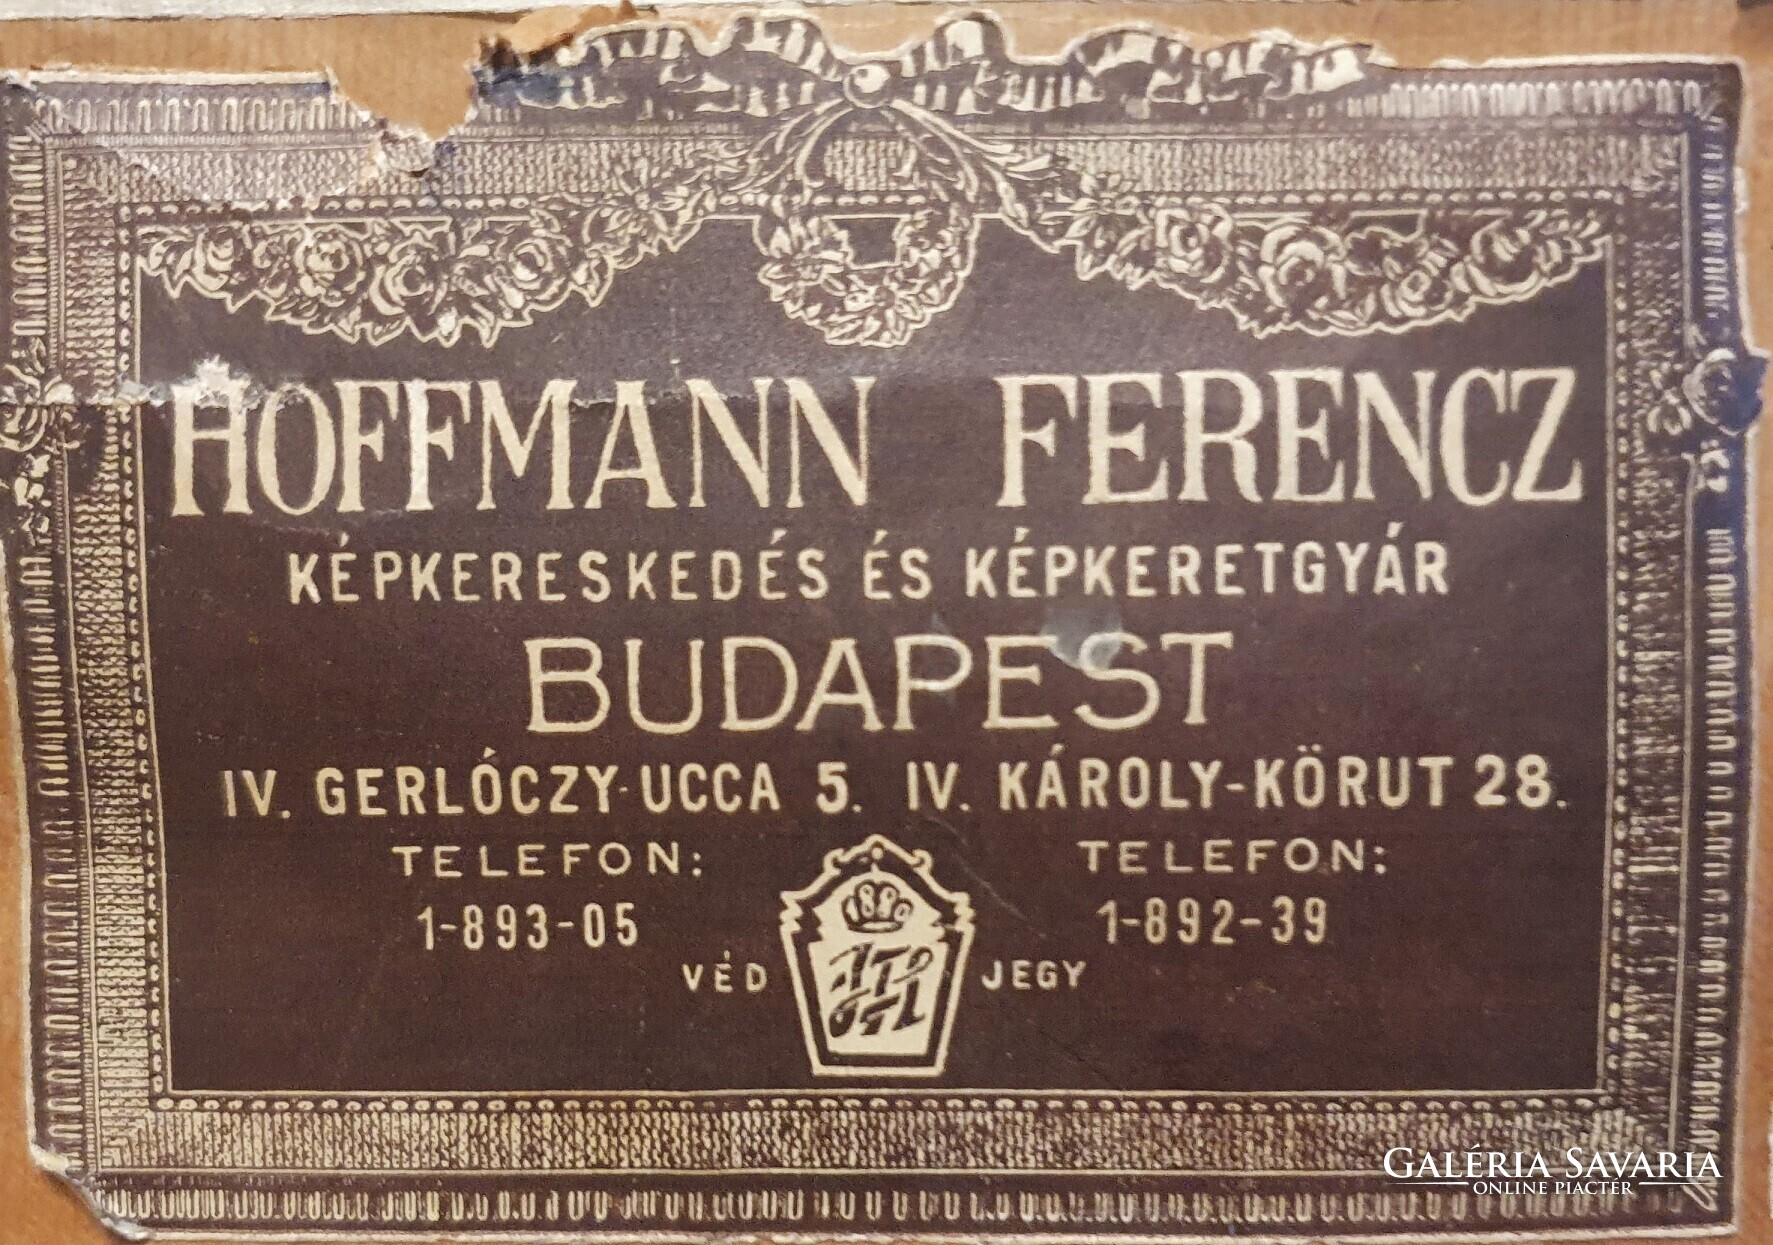 HOFFMANN FERENCZ
KÉPKERESKEDÉS ÉS KÉPKERETGYÁR
BUDAPEST
IV. GERLÓCZY-UCCA 5. IV. KÁROLY-KÖRUT 28.
TELEFON: TELEFON:
1-893-05 1-892-39
1880
VÉD JEGY
GALÉRIA SAVARIA
ONLINE PIACTÉR